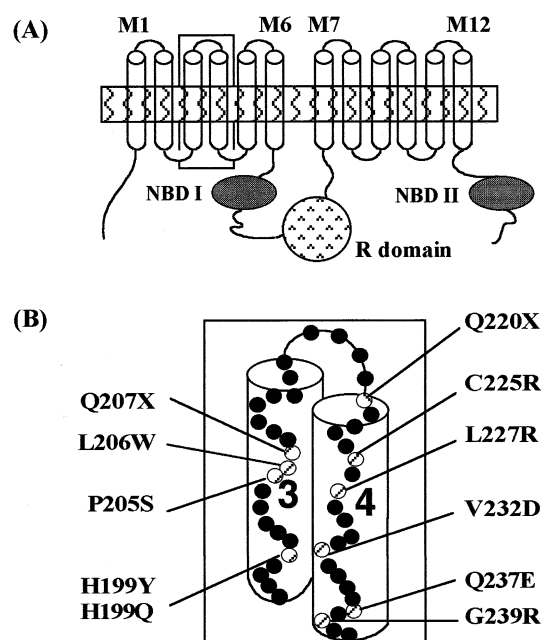 (A)
M1 M6 M7 M12
NBD I
NBD II
R domain
(B)
Q220X
C225R
Q207X
L227R
L206W
3 4
P205S
V232D
H199Y
Q237E
H199Q
G239R